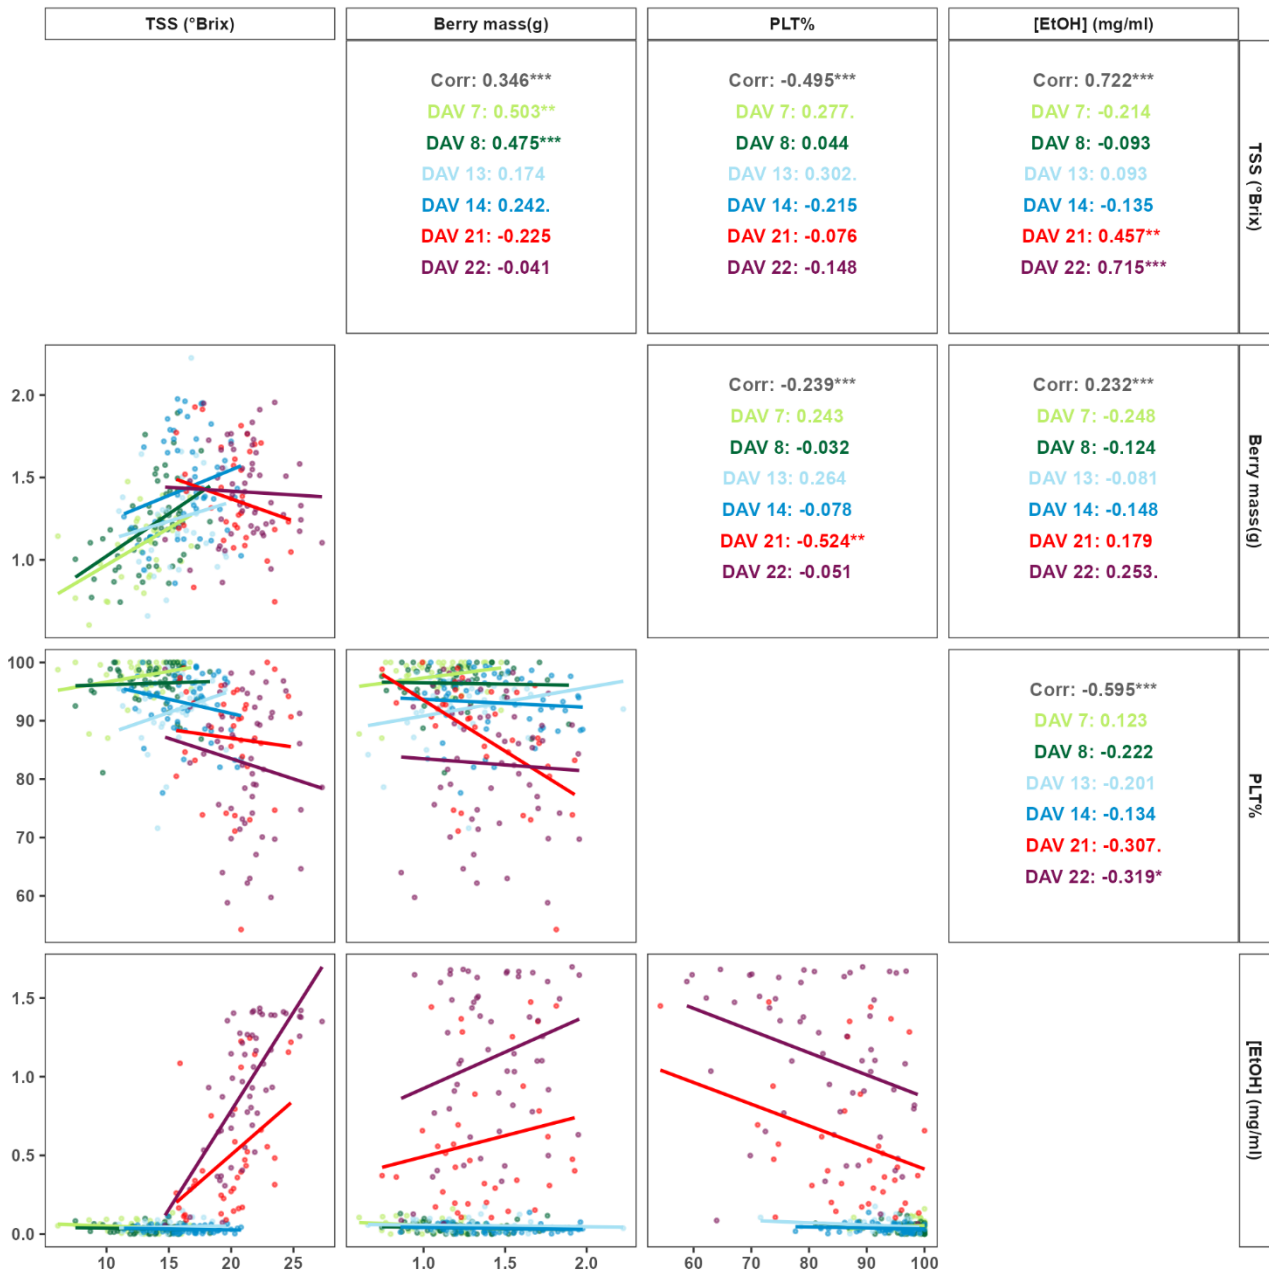 TSS (°Brix)
Berry mass(g)
PLT%
[EtOH] (mg/ml)
Corr: 0.346***
DAV 7: 0.503**
DAV 8: 0.475***
DAV 13: 0.174
DAV 14: 0.242.
DAV 21: -0.225
DAV 22: -0.041
Corr: -0.495***
DAV 7: 0.277.
DAV 8: 0.044
DAV 13: 0.302.
DAV 14: -0.215
DAV 21: -0.076
DAV 22: -0.148
Corr: 0.722***
DAV 7: -0.214
DAV 8: -0.093
DAV 13: 0.093
DAV 14: -0.135
DAV 21: 0.457**
DAV 22: 0.715***
TSS (°Brix)
2.0
1.5
1.0
Corr: -0.239***
DAV 7: 0.243
DAV 8: -0.032
DAV 13: 0.264
DAV 14: -0.078
DAV 21: -0.524**
DAV 22: -0.051
Corr: 0.232***
DAV 7: -0.248
DAV 8: -0.124
DAV 13: -0.081
DAV 14: -0.148
DAV 21: 0.179
DAV 22: 0.253.
Berry mass(g)
100
90
80
70
60
Corr: -0.595***
DAV 7: 0.123
DAV 8: -0.222
DAV 13: -0.201
DAV 14: -0.134
DAV 21: -0.307.
DAV 22: -0.319*
PLT%
1.5
1.0
0.5
0.0
[EtOH] (mg/ml)
10 15 20 25
1.0 1.5 2.0
60 70 80 90 100